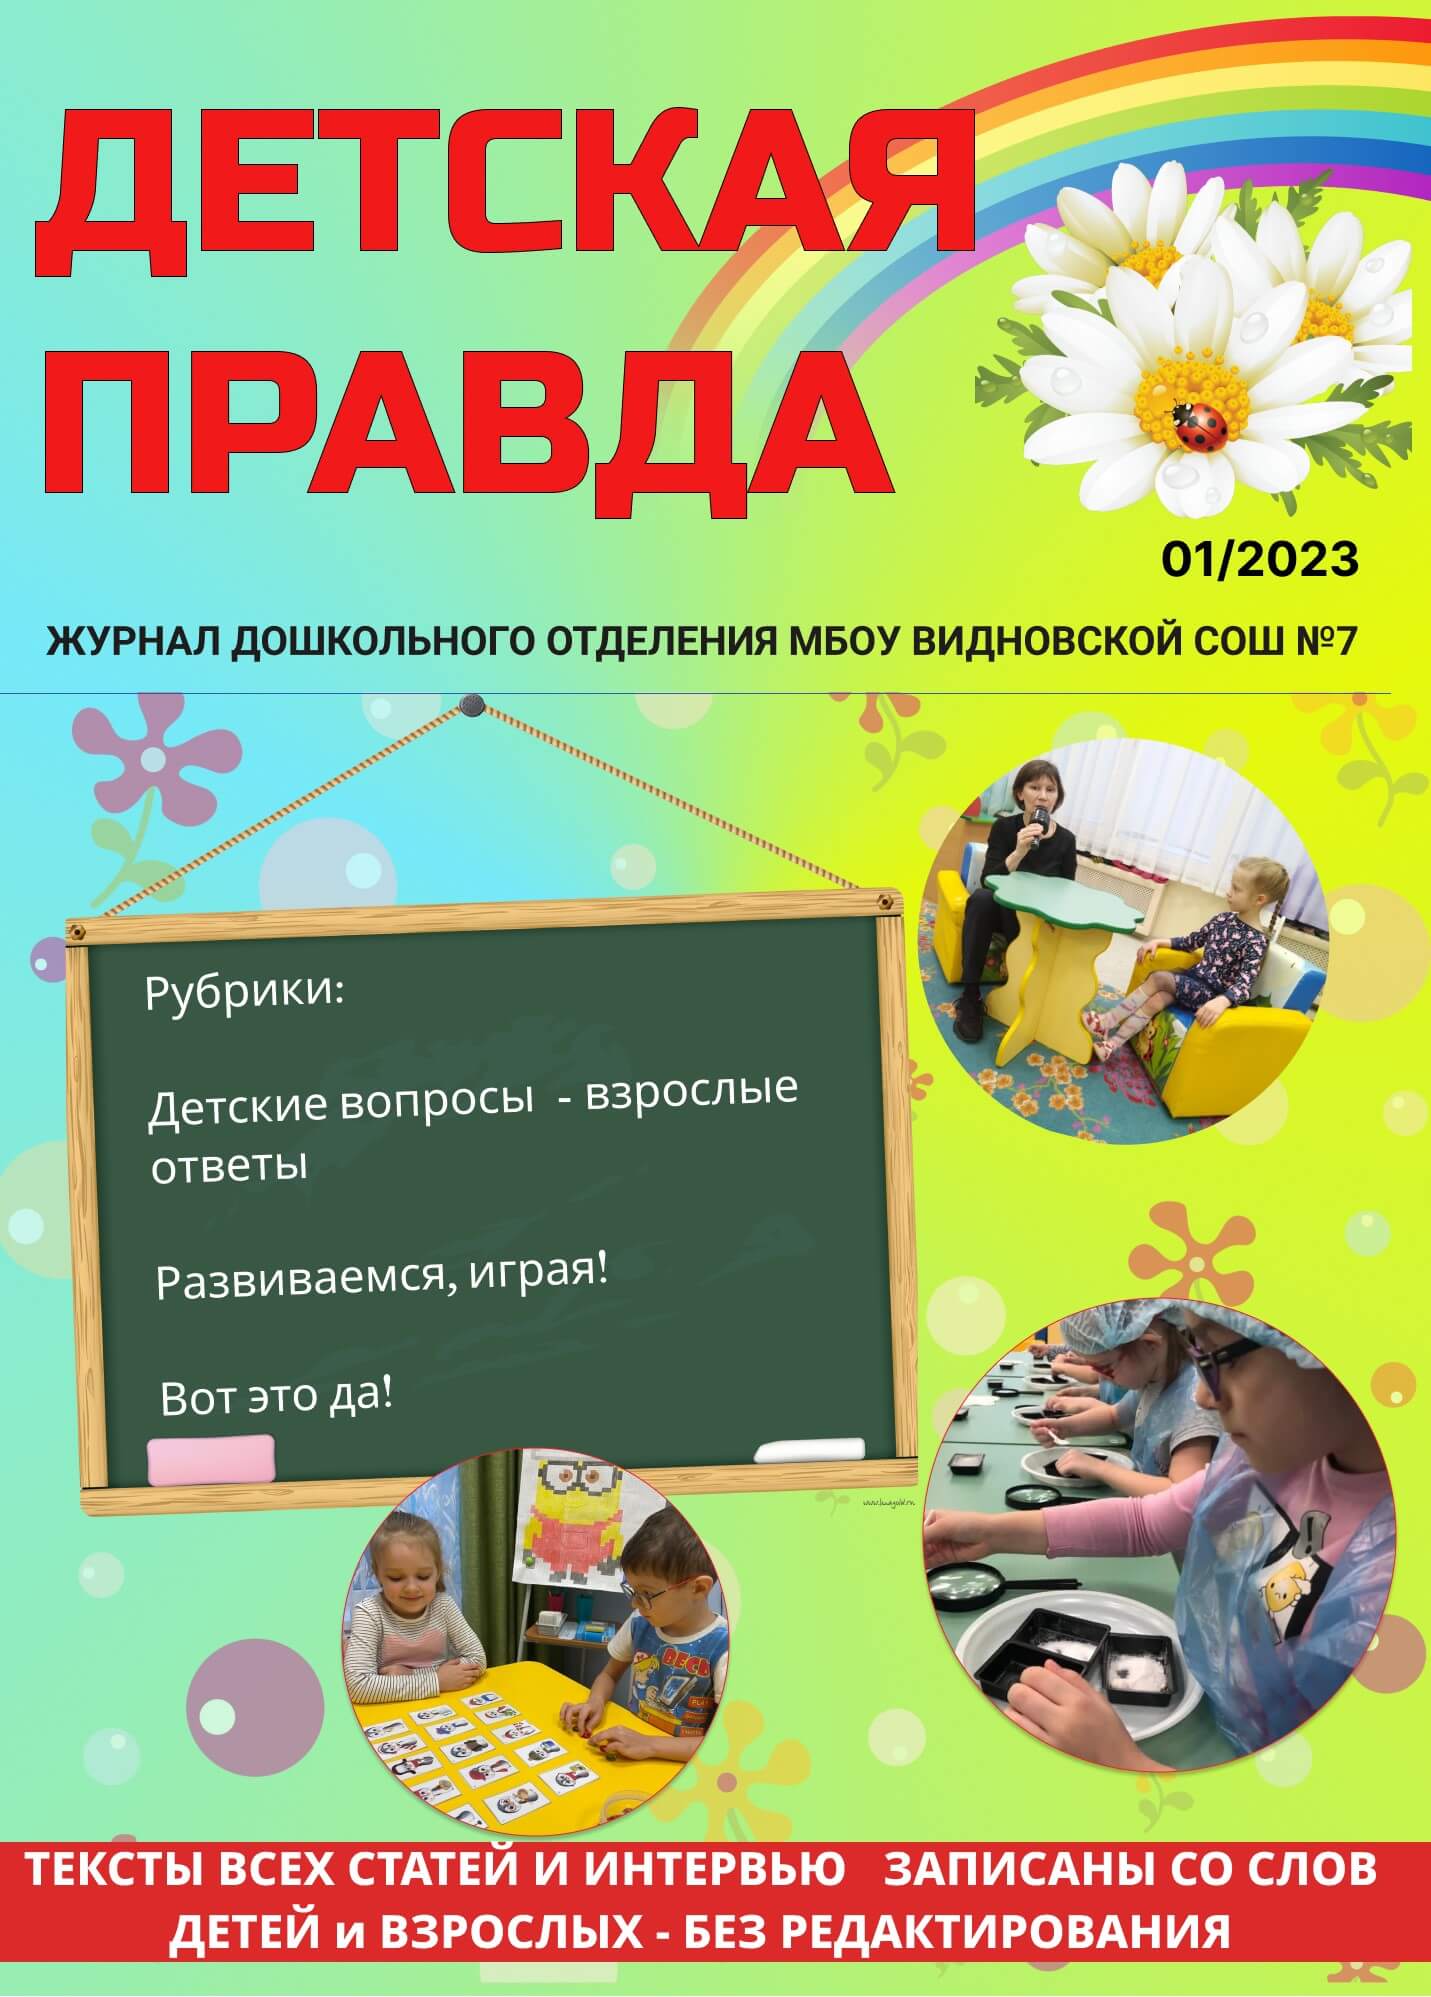 ДЕТСКАЯ
ПРАВДА
01/2023
ЖУРНАЛ ДОШКОЛЬНОГО ОТДЕЛЕНИЯ МБОУ ВИДНОВСКОЙ СОШ №7
Рубрики:
Детские вопросы - взрослые
ответы
Развиваемся, играя!
Вот это да!
ВЕСЬ
ТЕКСТЫ ВСЕХ СТАТЕЙ И ИНТЕРВЬЮ ЗАПИСАНЫ СО СЛОВ
ДЕТЕЙ и ВЗРОСЛЫХ - БЕЗ РЕДАКТИРОВАНИЯ